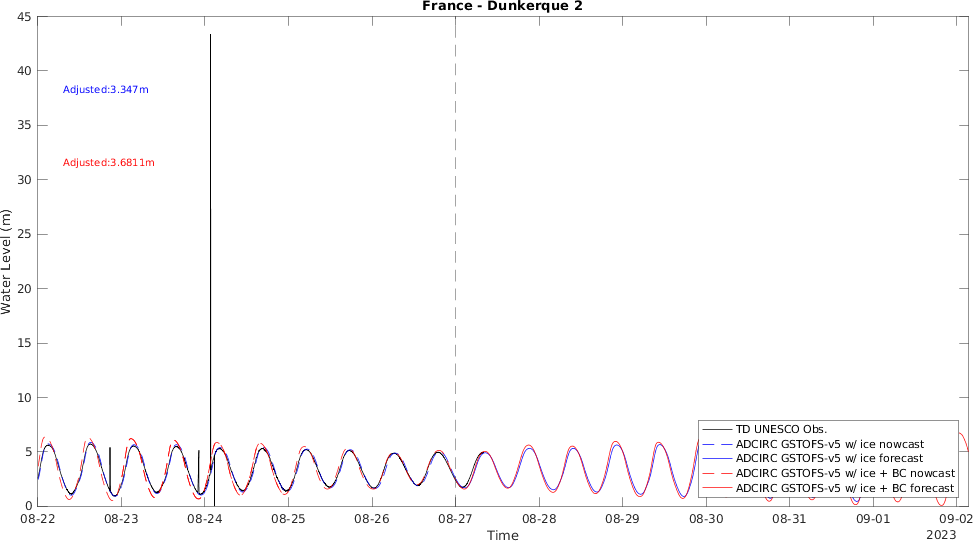 France - Dunkerque 2
45
40
35
30
25
20
15
10
5
0
Water Level (m)
Adjusted:3.347m
Adjusted:3.6811m
TD UNESCO Obs.
ADCIRC GSTOFS-v5 w/ ice nowcast
ADCIRC GSTOFS-v5 w/ ice forecast
ADCIRC GSTOFS-v5 w/ ice + BC nowcast
ADCIRC GSTOFS-v5 w/ ice + BC forecast
08-22 08-23 08-24 08-25 08-26 08-27 08-28 08-29 08-30 08-31 09-01 09-02
Time
2023